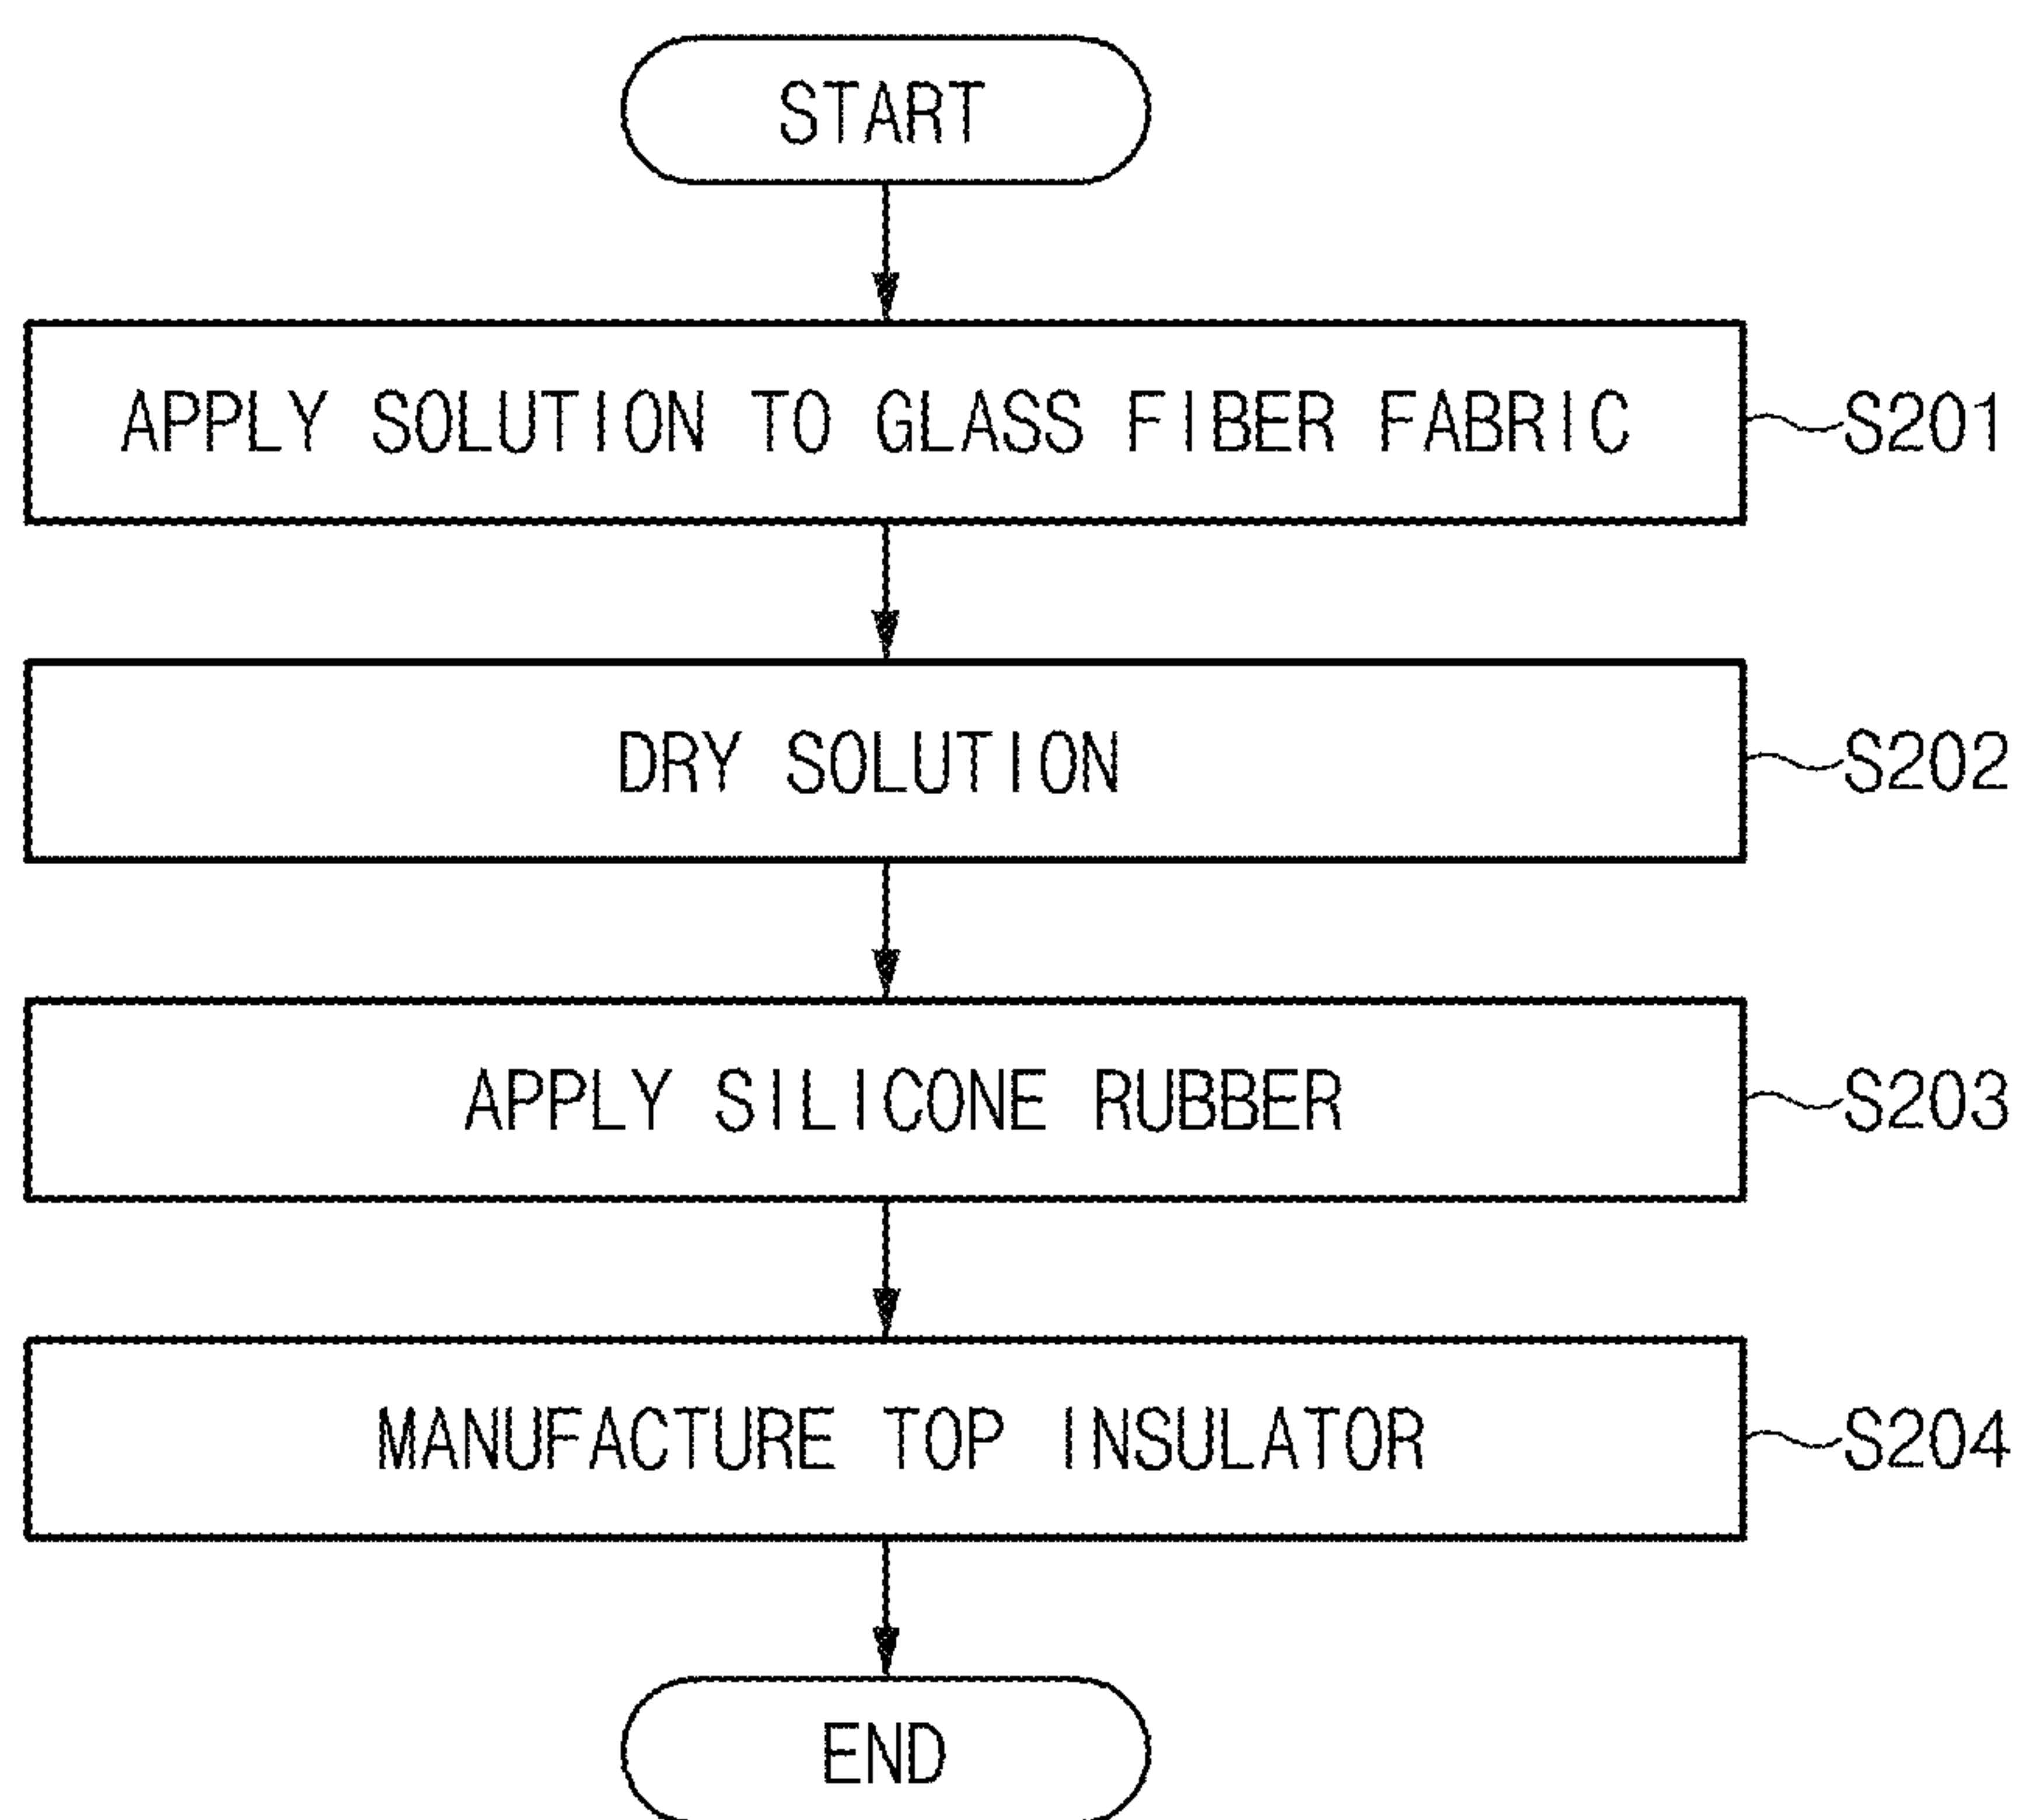 START
APPLY SOLUTION TO GLASS FIBER FABRIC S201
DRY SOLUTION S202
APPLY SILICONE RUBBER S203
MANUFACTURE TOP INSULATOR S204
END